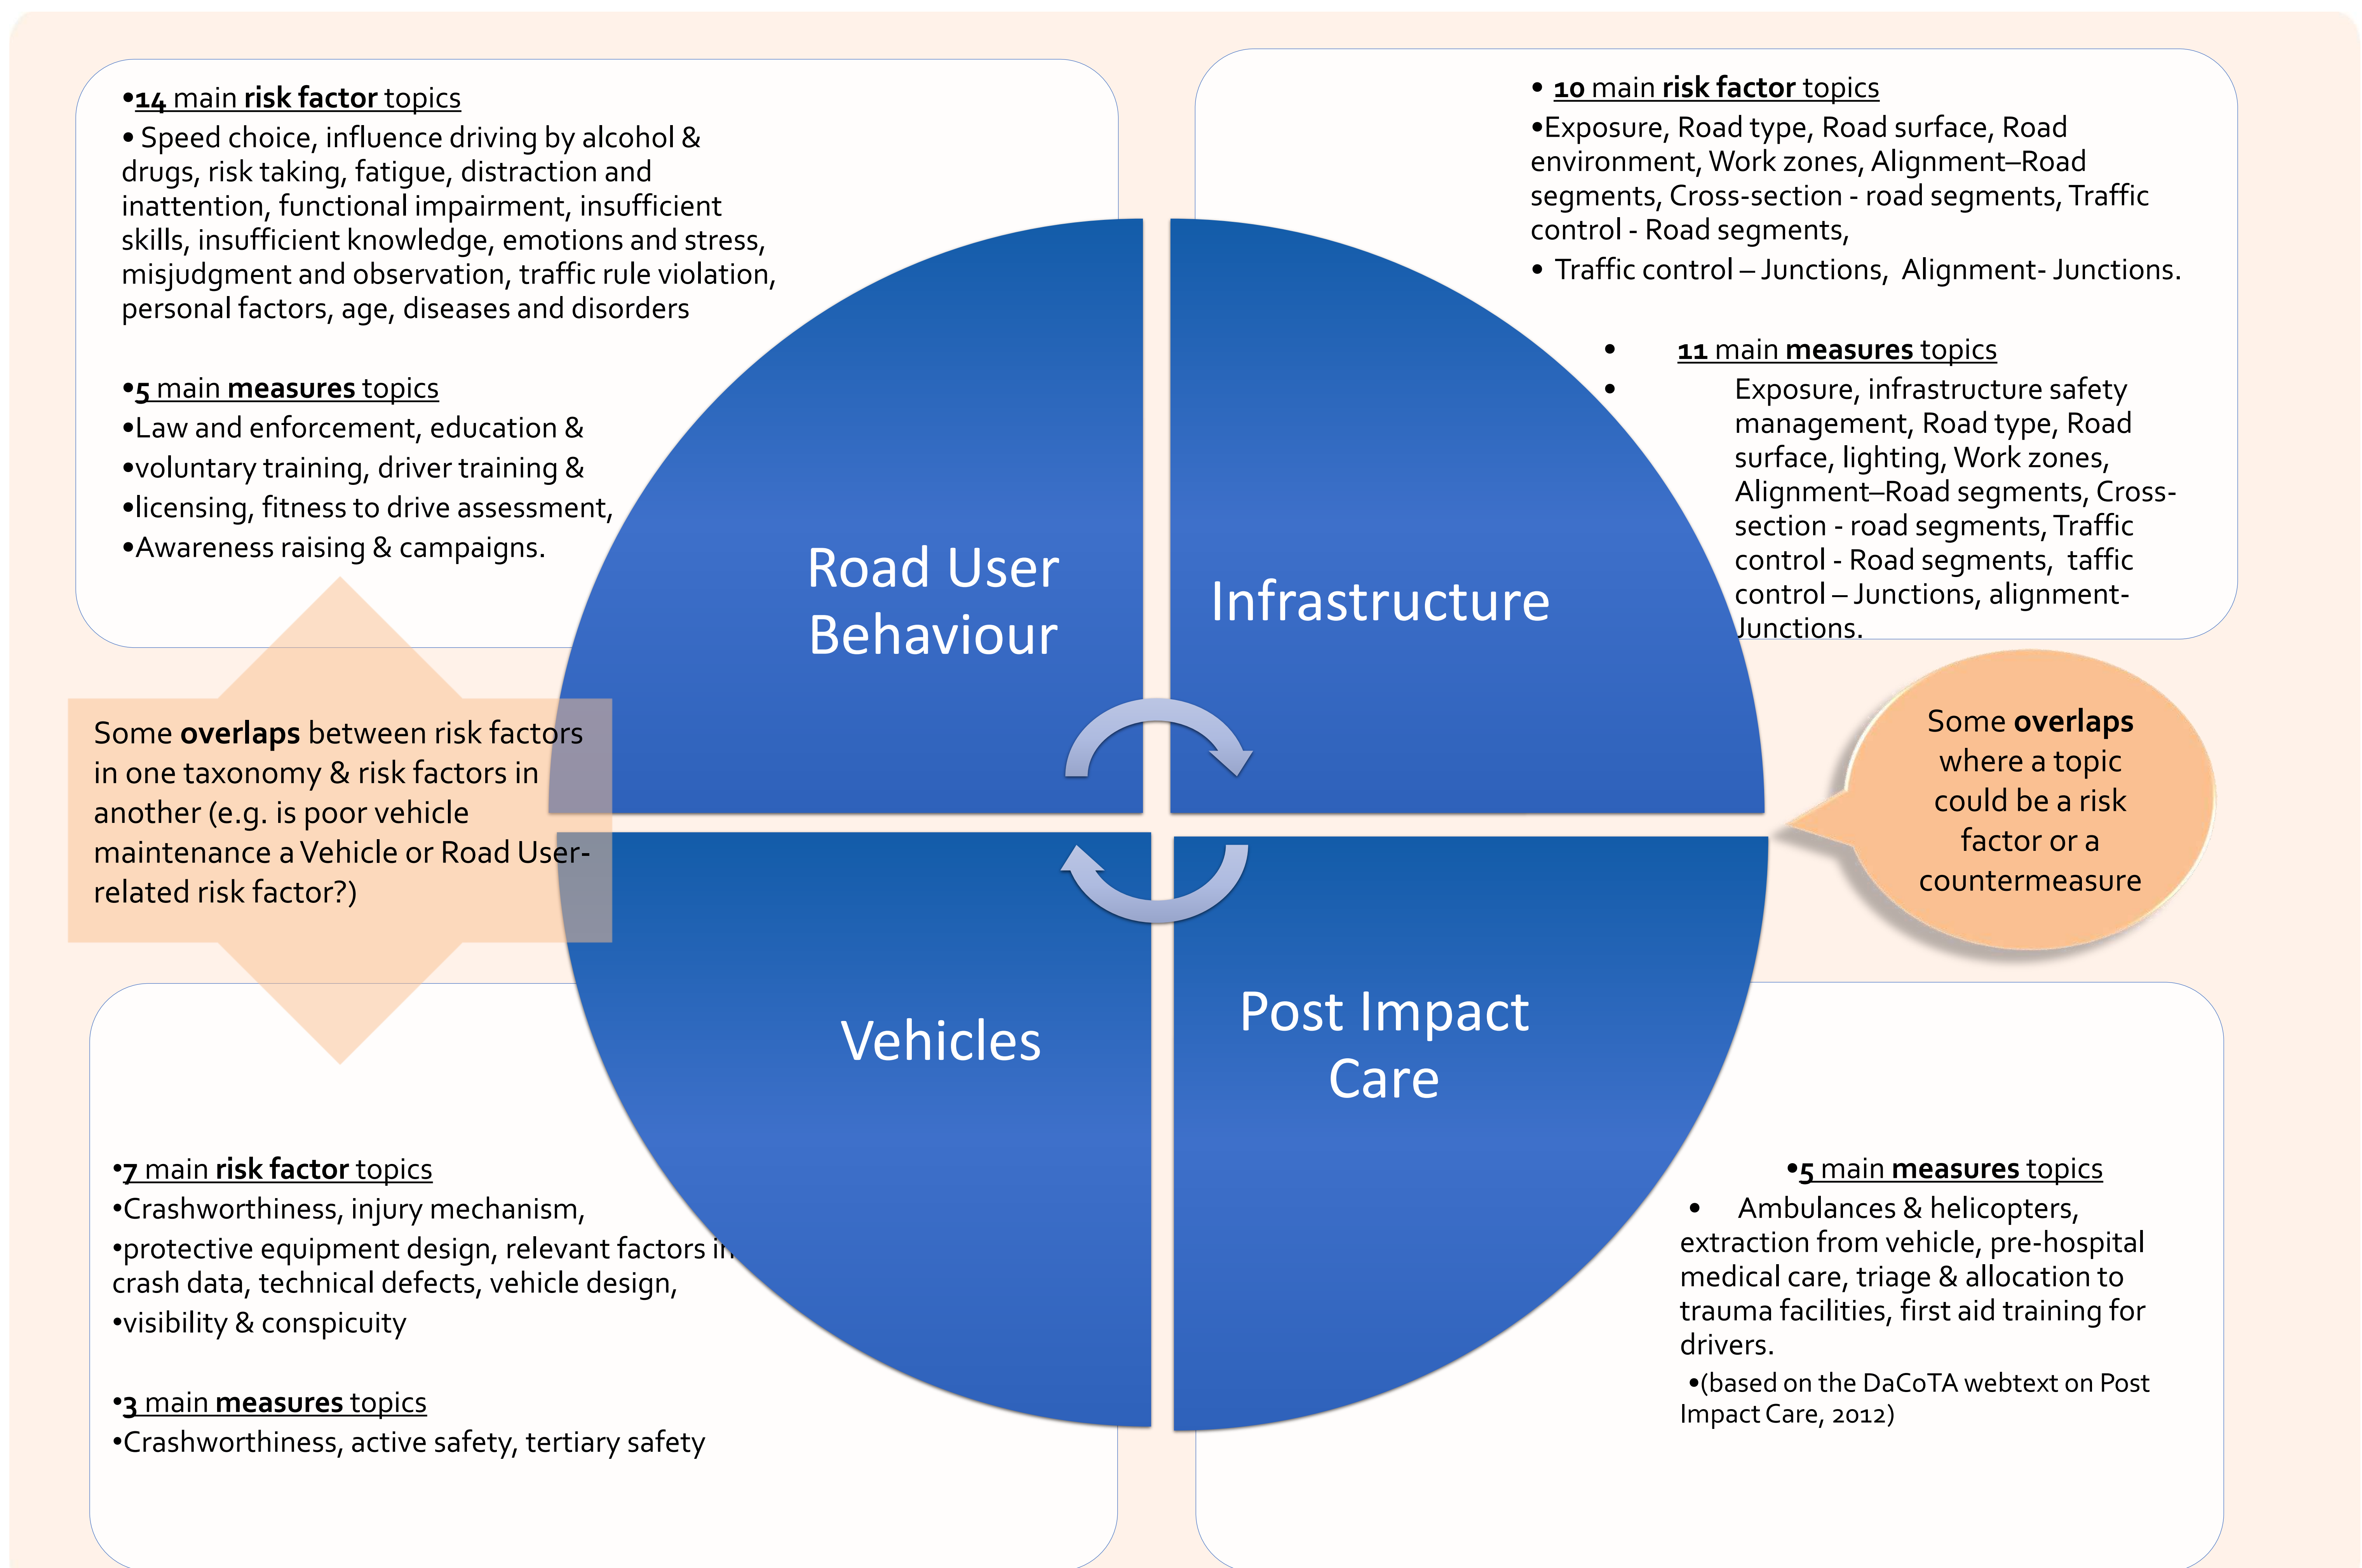 •14 main risk factor topics
• Speed choice, influence driving by alcohol &
drugs, risk taking, fatigue, distraction and
inattention, functional impairment, insufficient
skills, insufficient knowledge, emotions and stress,
misjudgment and observation, traffic rule violation,
personal factors, age, diseases and disorders
•5 main measures topics
•Law and enforcement, education &
•voluntary training, driver training &
•licensing, fitness to drive assessment,
•Awareness raising & campaigns.
• 10 main risk factor topics
•Exposure, Road type, Road surface, Road
environment, Work zones, Alignment–Road
segments, Cross-section - road segments, Traffic
control - Road segments,
• Traffic control – Junctions, Alignment- Junctions.
• 11 main measures topics
• Exposure, infrastructure safety
management, Road type, Road
surface, lighting, Work zones,
Alignment–Road segments, Cross-
section - road segments, Traffic
control - Road segments, taffic
control – Junctions, alignment-
Junctions.
Road User
Behaviour
Infrastructure
Some overlaps between risk factors
in one taxonomy & risk factors in
another (e.g. is poor vehicle
maintenance a Vehicle or Road User-
related risk factor?)
Some overlaps
where a topic
could be a risk
factor or a
countermeasure
Vehicles
Post Impact
Care
•7 main risk factor topics
•Crashworthiness, injury mechanism,
•protective equipment design, relevant factors in
crash data, technical defects, vehicle design,
•visibility & conspicuity
•3 main measures topics
•Crashworthiness, active safety, tertiary safety
•5 main measures topics
• Ambulances & helicopters,
extraction from vehicle, pre-hospital
medical care, triage & allocation to
trauma facilities, first aid training for
drivers.
•(based on the DaCoTA webtext on Post
Impact Care, 2012)